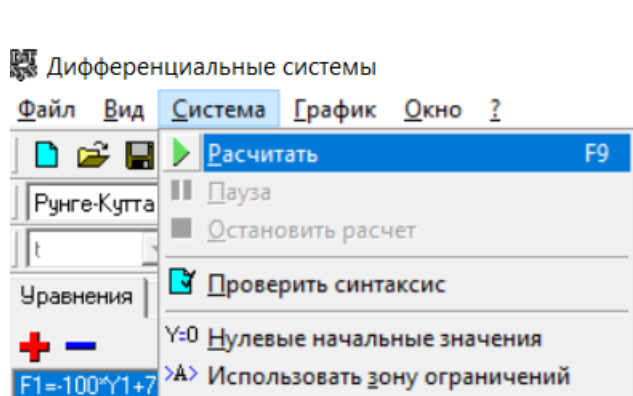 Дифференциальные системы
Файл Вид Система График Окно ?
Расчитать F9
Рунге-Кутта
Пауза
t
Остановить расчет
Уравнения
Проверить синтаксис
Y=0 Нулевые начальные значения
>A> Использовать зону ограничений
F1=-100*Y1+7